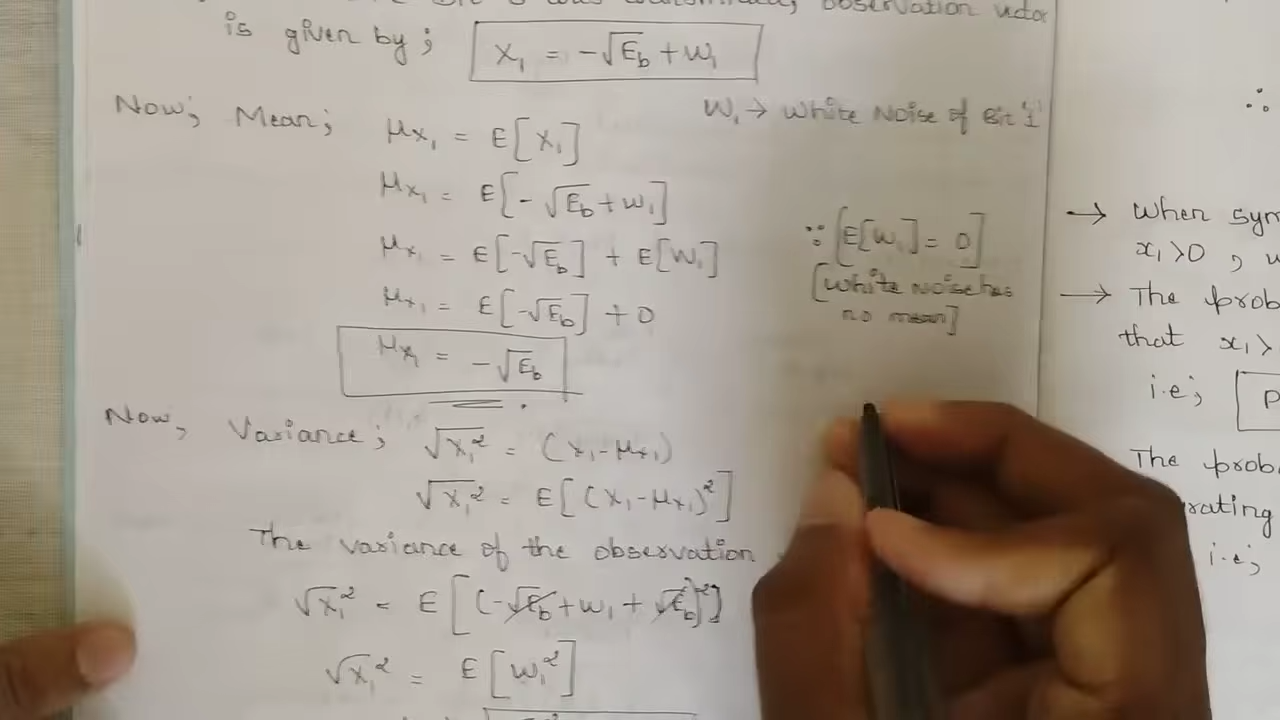 observation vector
is given by; X₁ = -√E_b + W₁
W₁ → White Noise of Bit '1'
Now; Mean; μx₁ = E[X₁]
μx₁ = E[-√E_b + W₁]
μx₁ = E[-√E_b] + E[W₁]
∵ [E[W₁] = 0]
[White Noise has
no mean]
μx₁ = E[-√E_b] + 0
μx₁ = -√E_b
Now, Variance; √x₁² = (x₁ - μx₁)
√x₁² = E[(x₁ - μx₁)²]
The variance of the observation
√x₁² = E[(-√E_b + W₁ + √E_b)²]
√x₁² = E[W₁²]
∴
→ When sym
x₁ > 0 , w
→ The prob
that x₁ >
i.e; P
The prob
rating
i.e;